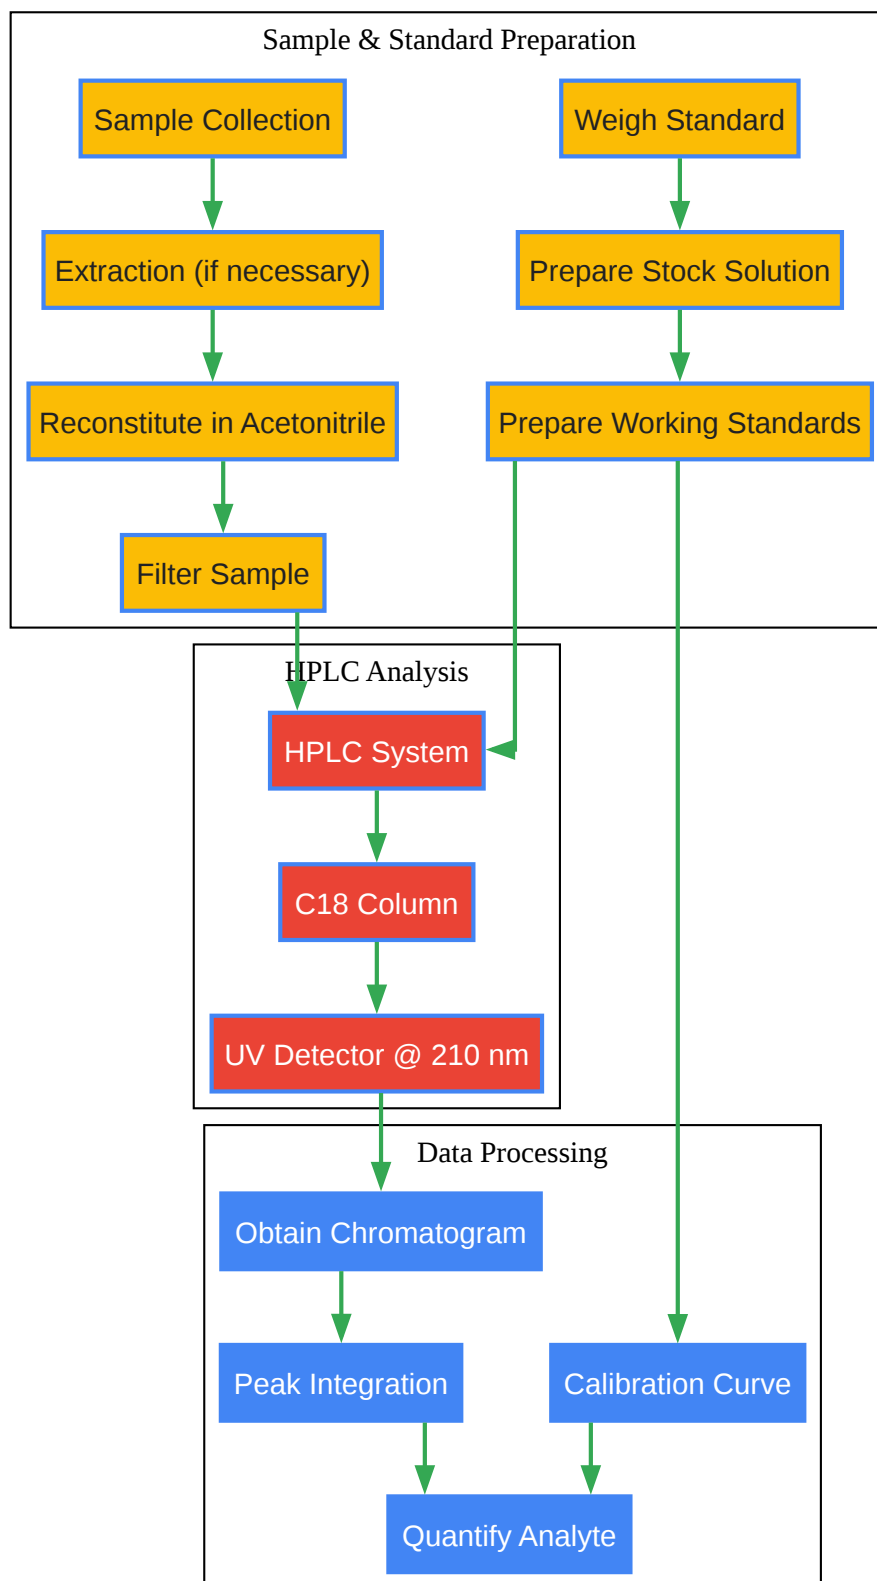 Sample & Standard Preparation
Sample Collection
Weigh Standard
Extraction (if necessary)
Prepare Stock Solution
Reconstitute in Acetonitrile
Prepare Working Standards
Filter Sample
HPLC Analysis
HPLC System
C18 Column
UV Detector @ 210 nm
Data Processing
Obtain Chromatogram
Peak Integration
Calibration Curve
Quantify Analyte